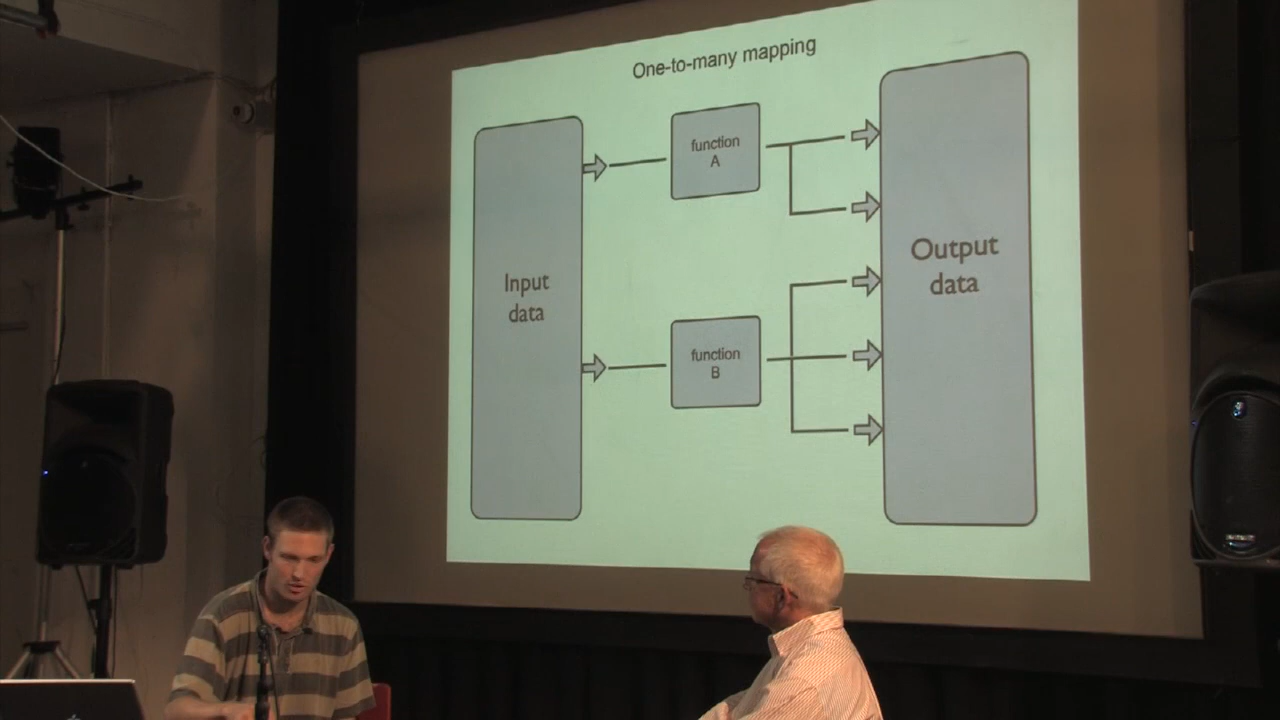 One-to-many mapping
function
A
Input
data
Output
data
function
B